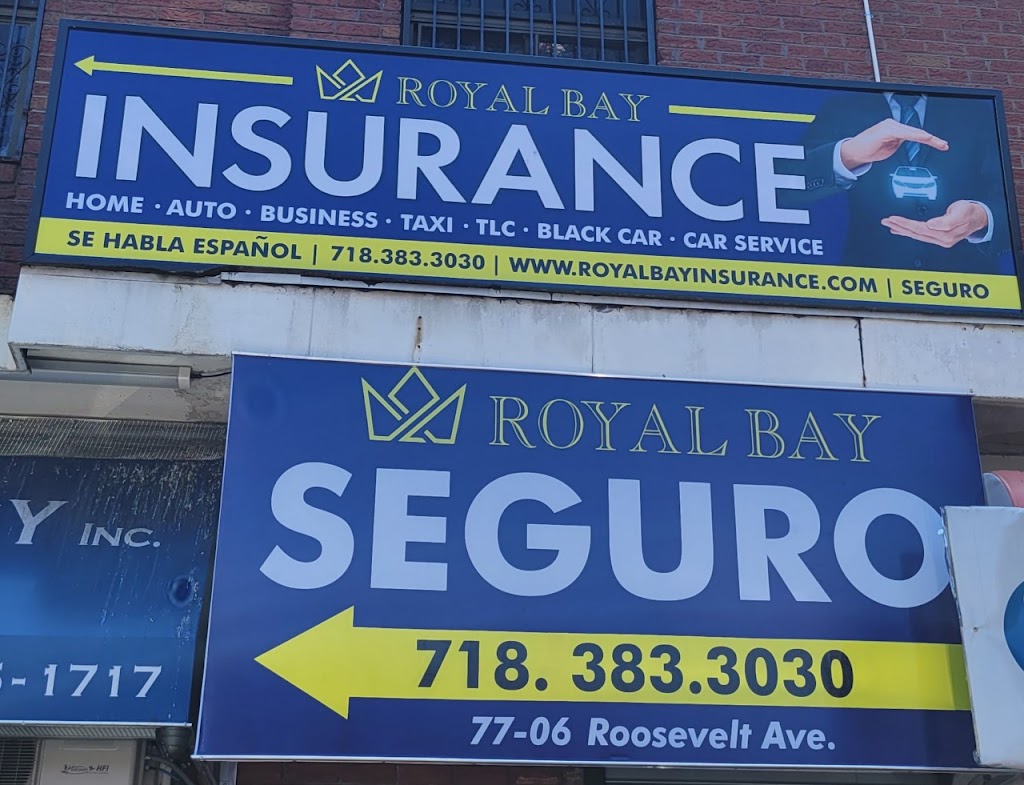 ROYAL BAY
INSURANCE
HOME · AUTO · BUSINESS · TAXI · TLC · BLACK CAR · CAR SERVICE
SE HABLA ESPAÑOL | 718.383.3030 | WWW.ROYALBAYINSURANCE.COM | SEGURO
ROYAL BAY
SEGURO
718. 383.3030
77-06 Roosevelt Ave.
Y INC.
-1717